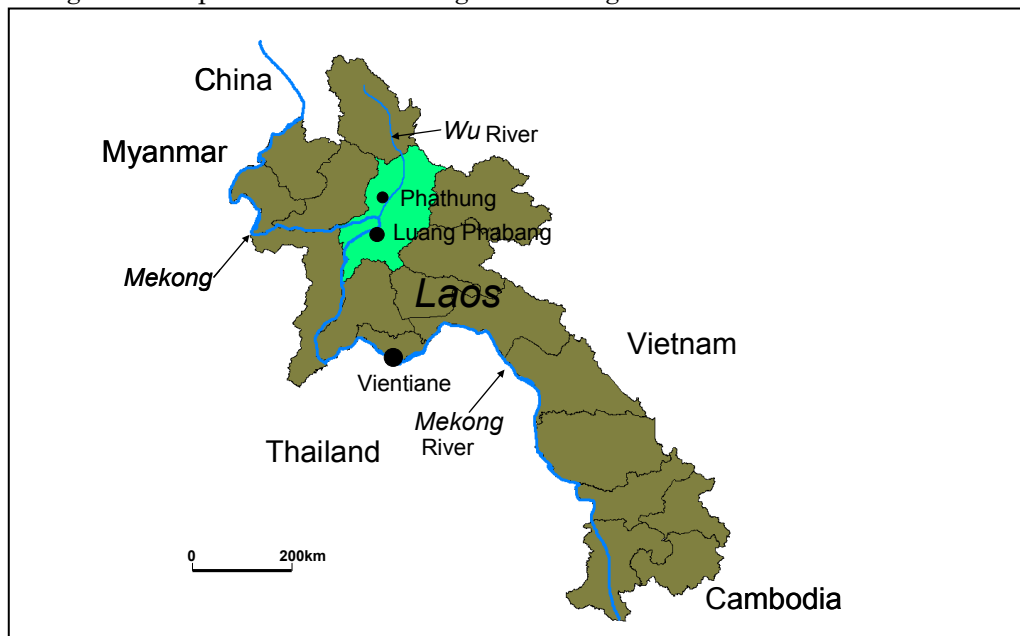 China
Wu River
Myanmar
Phathung
Luang Phabang
Mekong
Laos
Vietnam
Vientiane
Mekong
River
Thailand
0 200km
Cambodia